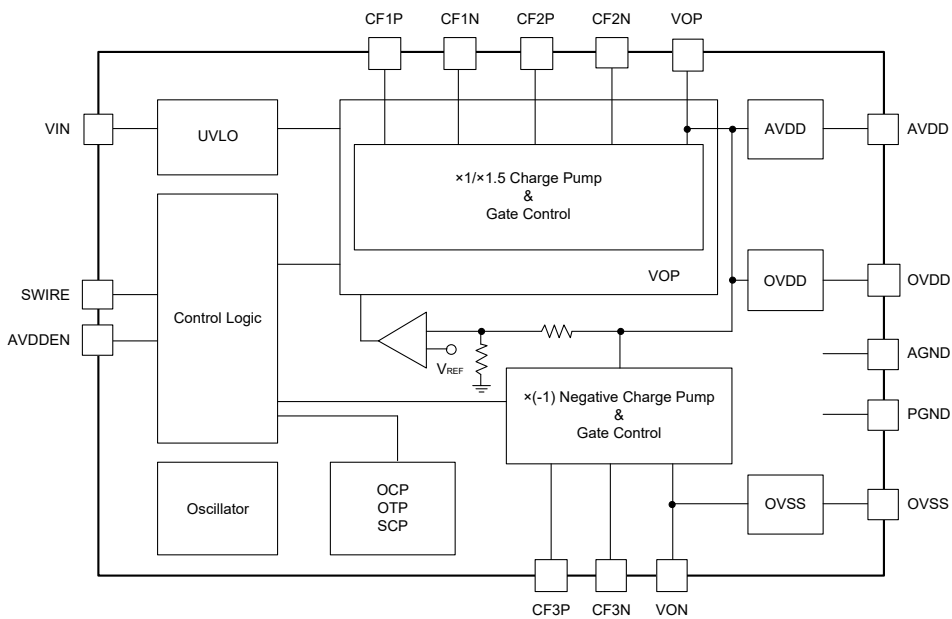 CF1P
CF1N
CF2P
CF2N
VOP
VIN
UVLO
AVDD
AVDD
×1/×1.5 Charge Pump
&
Gate Control
VOP
SWIRE
AVDDEN
Control Logic
OVDD
OVDD
VREF
AGND
PGND
×(-1) Negative Charge Pump
&
Gate Control
Oscillator
OCP
OTP
SCP
OVSS
OVSS
CF3P
CF3N
VON